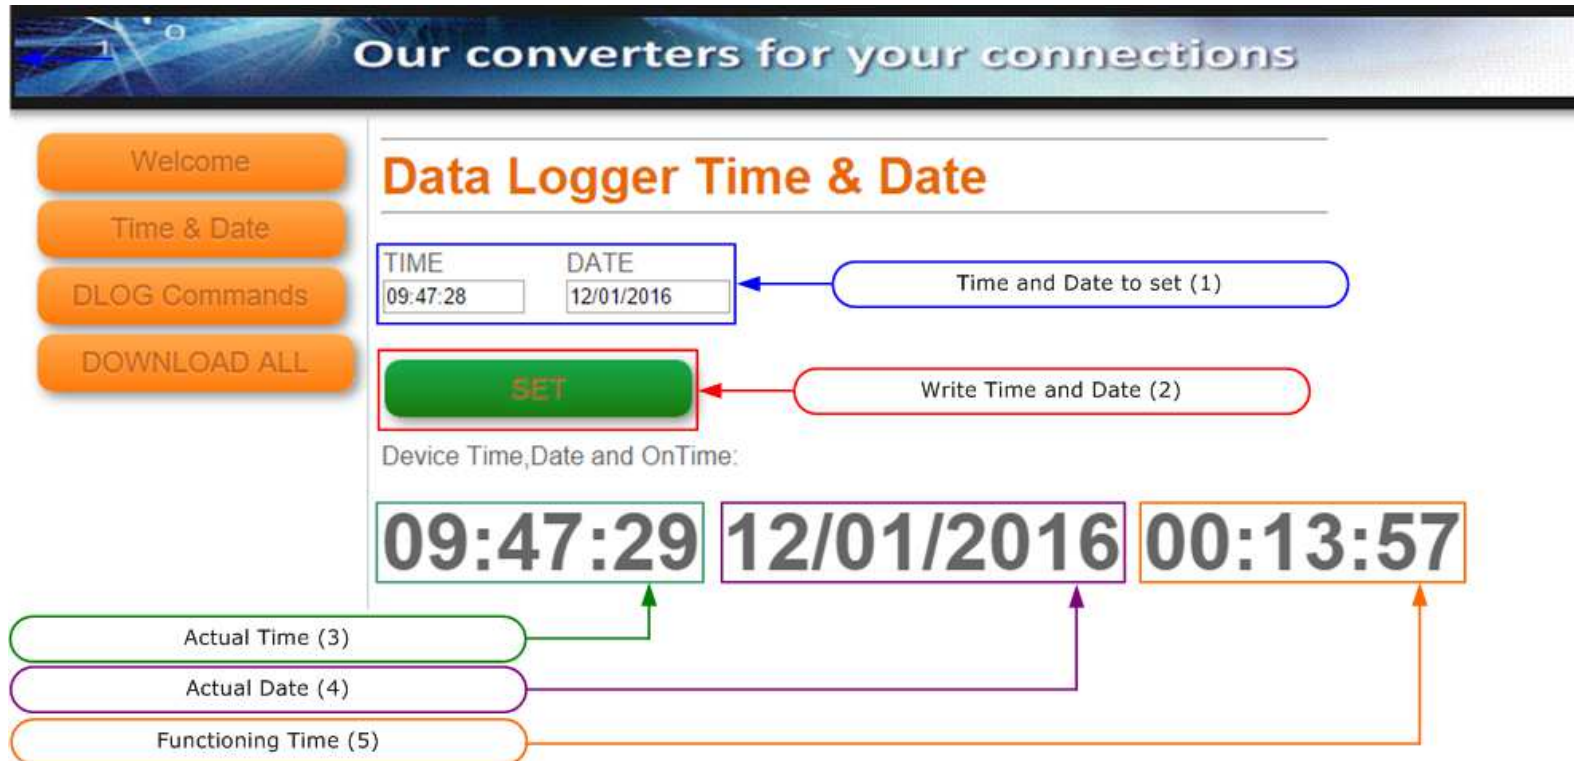 1 0
Our converters for your connections
Welcome
Time & Date
DLOG Commands
DOWNLOAD ALL
Data Logger Time & Date
TIME DATE
09:47:28 12/01/2016
Time and Date to set (1)
SET
Write Time and Date (2)
Device Time,Date and OnTime:
09:47:29 12/01/2016 00:13:57
Actual Time (3)
Actual Date (4)
Functioning Time (5)